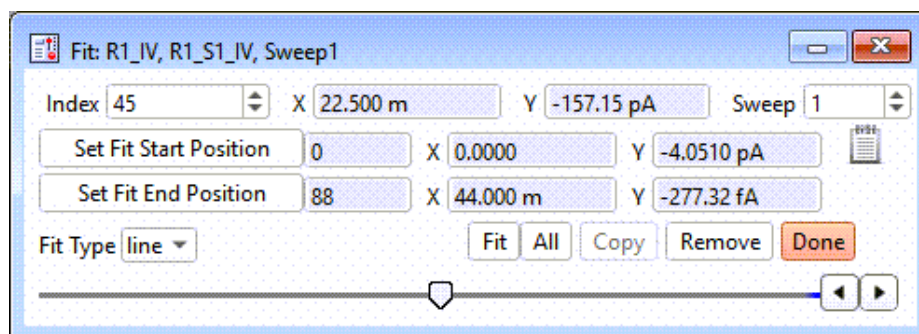 Fit: R1_IV, R1_S1_IV, Sweep1
Index 45 X 22.500 m Y -157.15 pA Sweep 1
Set Fit Start Position 0 X 0.0000 Y -4.0510 pA
Set Fit End Position 88 X 44.000 m Y -277.32 fA
Fit Type line Fit All Copy Remove Done